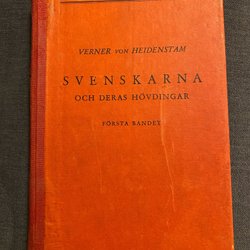 VERNER VON HEIDENSTAM
SVENSKARNA
OCH DERAS HÖVDINGAR
FÖRSTA BANDET